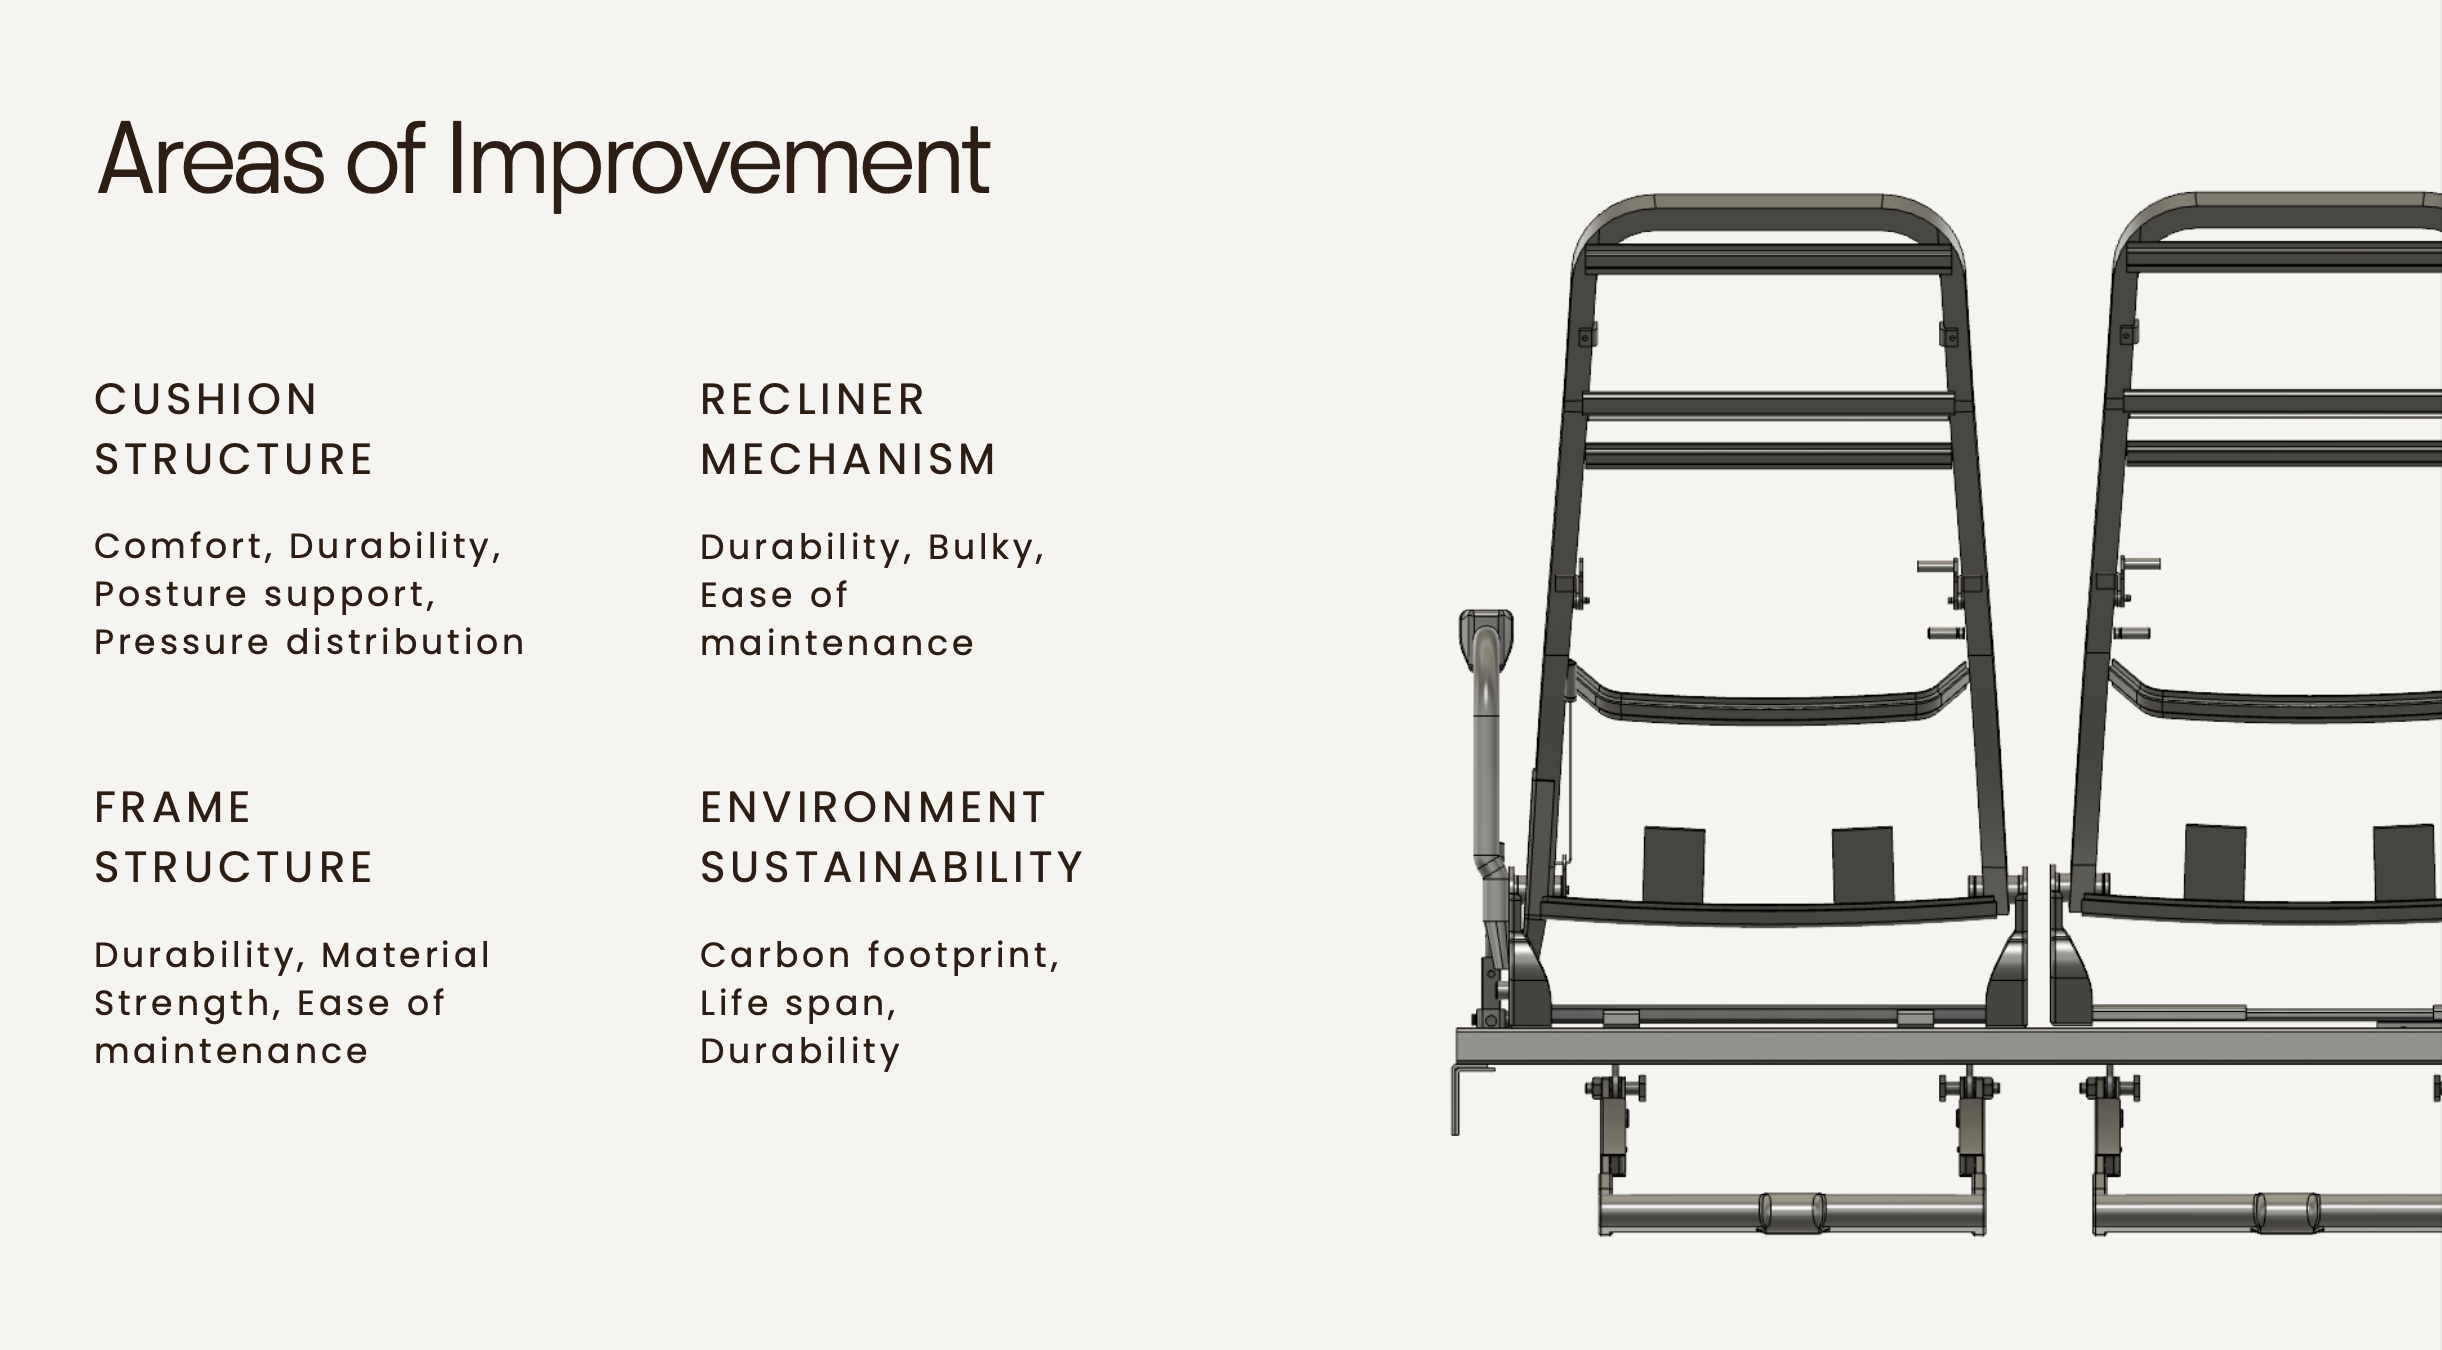 Areas of Improvement
CUSHION
STRUCTURE
Comfort, Durability,
Posture support,
Pressure distribution
RECLINER
MECHANISM
Durability, Bulky,
Ease of
maintenance
FRAME
STRUCTURE
Durability, Material
Strength, Ease of
maintenance
ENVIRONMENT
SUSTAINABILITY
Carbon footprint,
Life span,
Durability